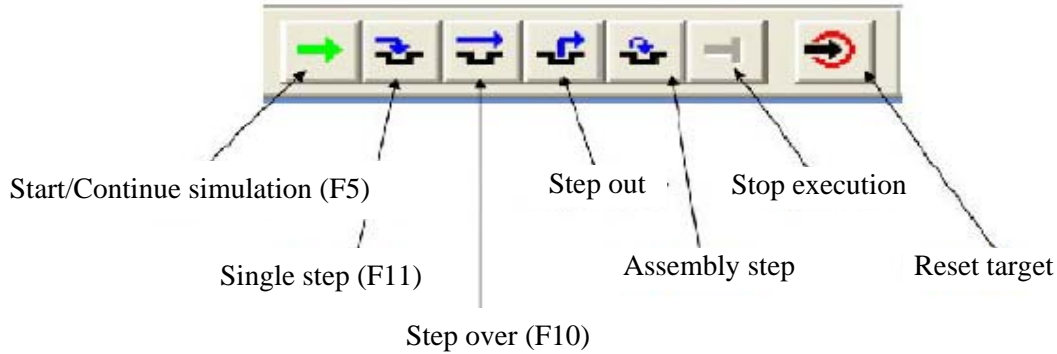 Start/Continue simulation (F5)
Step out
Stop execution
Single step (F11)
Assembly step
Reset target
Step over (F10)